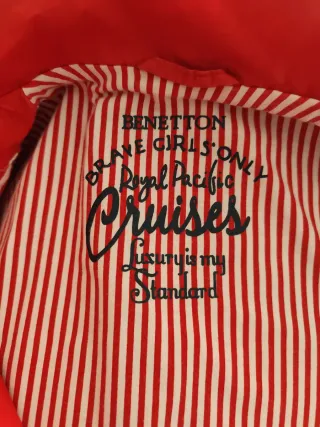 BENETTON
BRAVE GIRLS' ONLY
Royal Pacific
Cruises
Luxury is my
Standard